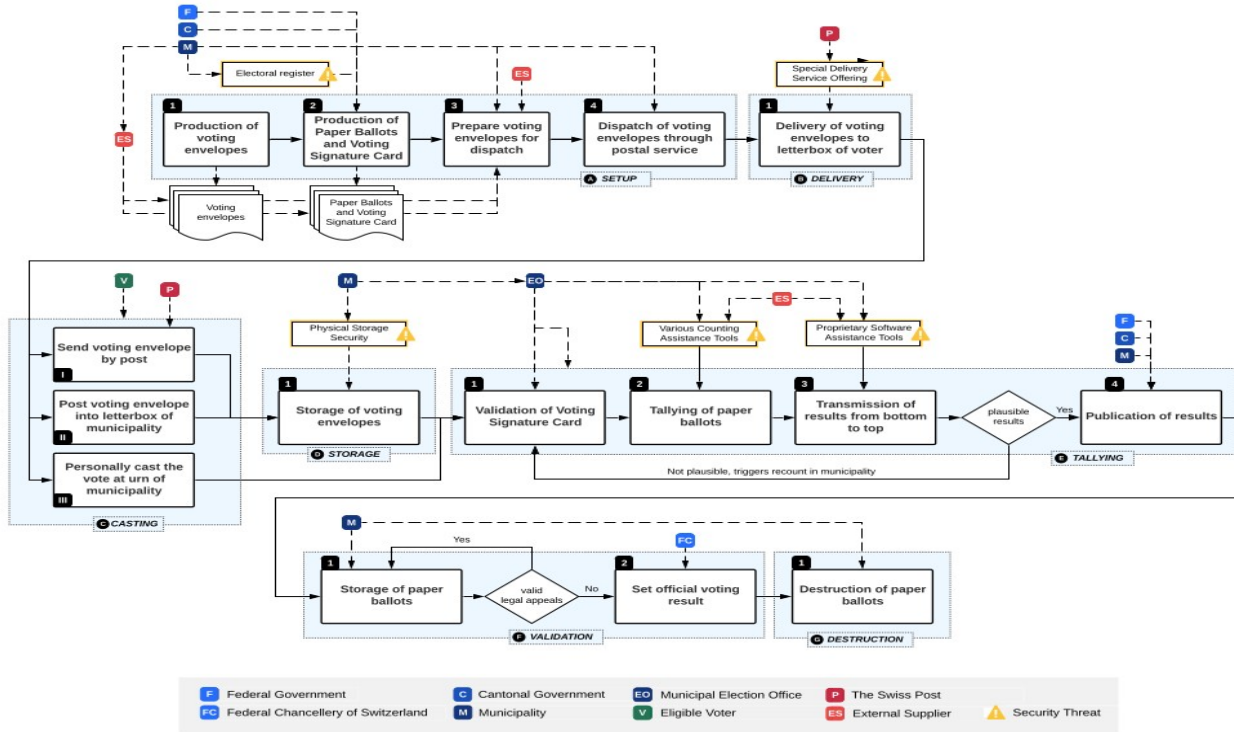 F
C
M
P
Electoral register
Special Delivery
Service Offering
ES
ES
1
Production of
voting
envelopes
2
Production of
Paper Ballots
and Voting
Signature Card
3
Prepare voting
envelopes for
dispatch
4
Dispatch of voting
envelopes through
postal service
1
Delivery of voting
envelopes to
letterbox of voter
A SETUP
B DELIVERY
Voting
envelopes
Paper Ballots
and Voting
Signature Card
V
P
M
EO
ES
Physical Storage
Security
Various Counting
Assistance Tools
Proprietary Software
Assistance Tools
F
C
M
Send voting envelope
by post
I
Post voting envelope
into letterbox of
municipality
II
Personally cast the
vote at urn of
municipality
III
C CASTING
1
Storage of voting
envelopes
D STORAGE
1
Validation of Voting
Signature Card
2
Tallying of paper
ballots
3
Transmission of
results from bottom
to top
plausible
results
Yes
4
Publication of results
Not plausible, triggers recount in municipality
E TALLYING
M
FC
Yes
1
Storage of paper
ballots
valid
legal appeals
No
2
Set official voting
result
1
Destruction of paper
ballots
F VALIDATION
G DESTRUCTION
F Federal Government
C Cantonal Government
EO Municipal Election Office
P The Swiss Post
FC Federal Chancellery of Switzerland
M Municipality
V Eligible Voter
ES External Supplier
Security Threat